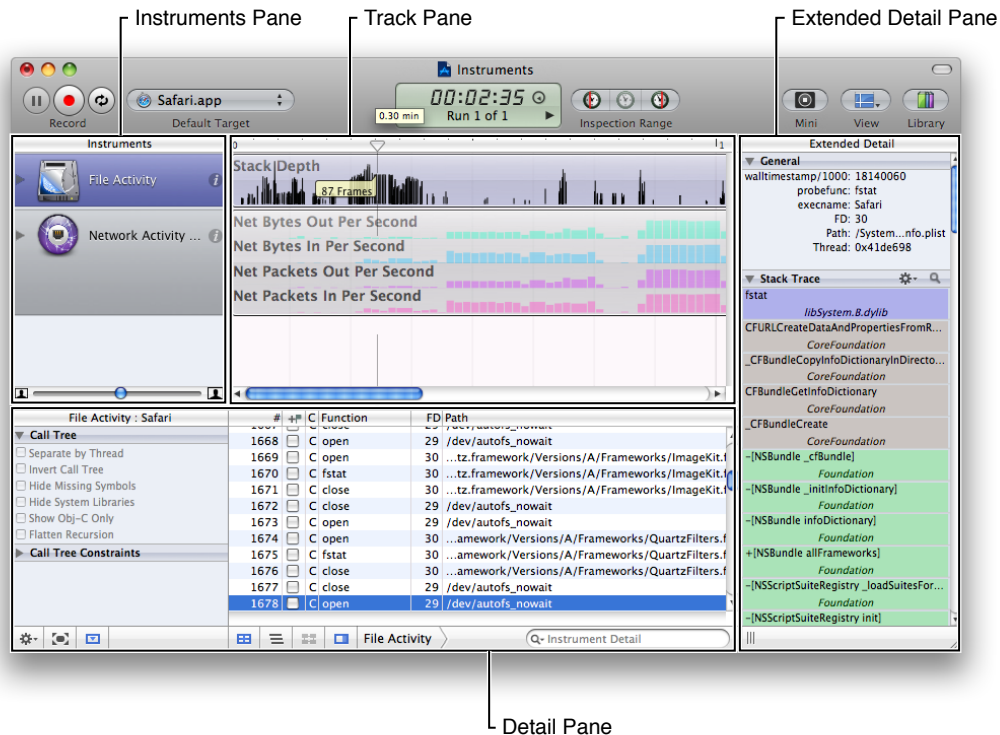 Instruments Pane
Track Pane
Extended Detail Pane
Instruments
Safari.app
00:02:35
0.30 min
Run 1 of 1
Record
Default Target
Inspection Range
Mini
View
Library
Instruments
File Activity
Network Activity ...
0
1
Stack Depth
87 Frames
Net Bytes Out Per Second
Net Bytes In Per Second
Net Packets Out Per Second
Net Packets In Per Second
Extended Detail
General
walltimestamp/1000: 18140060
probefunc: fstat
execname: Safari
FD: 30
Path: /System...nfo.plist
Thread: 0x41de698
Stack Trace
fstat
libSystem.B.dylib
CFURLCreateDataAndPropertiesFromR...
CoreFoundation
_CFBundleCopyInfoDictionaryInDirecto...
CoreFoundation
CFBundleGetInfoDictionary
CoreFoundation
_CFBundleCreate
CoreFoundation
-[NSBundle _cfBundle]
Foundation
-[NSBundle _initInfoDictionary]
Foundation
-[NSBundle infoDictionary]
Foundation
+[NSBundle allFrameworks]
Foundation
-[NSScriptSuiteRegistry _loadSuitesFor...
Foundation
-[NSScriptSuiteRegistry init]
File Activity : Safari
Call Tree
Separate by Thread
Invert Call Tree
Hide Missing Symbols
Hide System Libraries
Show Obj-C Only
Flatten Recursion
Call Tree Constraints
# C Function FD Path
1667 C close 29 /dev/autofs_nowait
1668 C open 29 /dev/autofs_nowait
1669 C open 30 ...tz.framework/Versions/A/Frameworks/ImageKit.f
1670 C fstat 30 ...tz.framework/Versions/A/Frameworks/ImageKit.f
1671 C close 30 ...tz.framework/Versions/A/Frameworks/ImageKit.f
1672 C close 29 /dev/autofs_nowait
1673 C open 29 /dev/autofs_nowait
1674 C open 30 ...amework/Versions/A/Frameworks/QuartzFilters.f
1675 C fstat 30 ...amework/Versions/A/Frameworks/QuartzFilters.f
1676 C close 30 ...amework/Versions/A/Frameworks/QuartzFilters.f
1677 C close 29 /dev/autofs_nowait
1678 C open 29 /dev/autofs_nowait
File Activity
Instrument Detail
Detail Pane